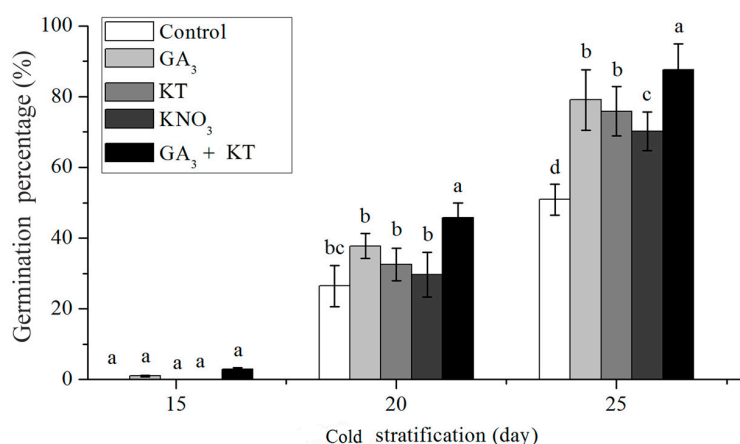 100
80
60
40
20
0
Germination percentage (%)
Control
GA3
KT
KNO3
GA3 + KT
a a a a a
bc b b b a
d b b c a
15 20 25
Cold stratification (day)